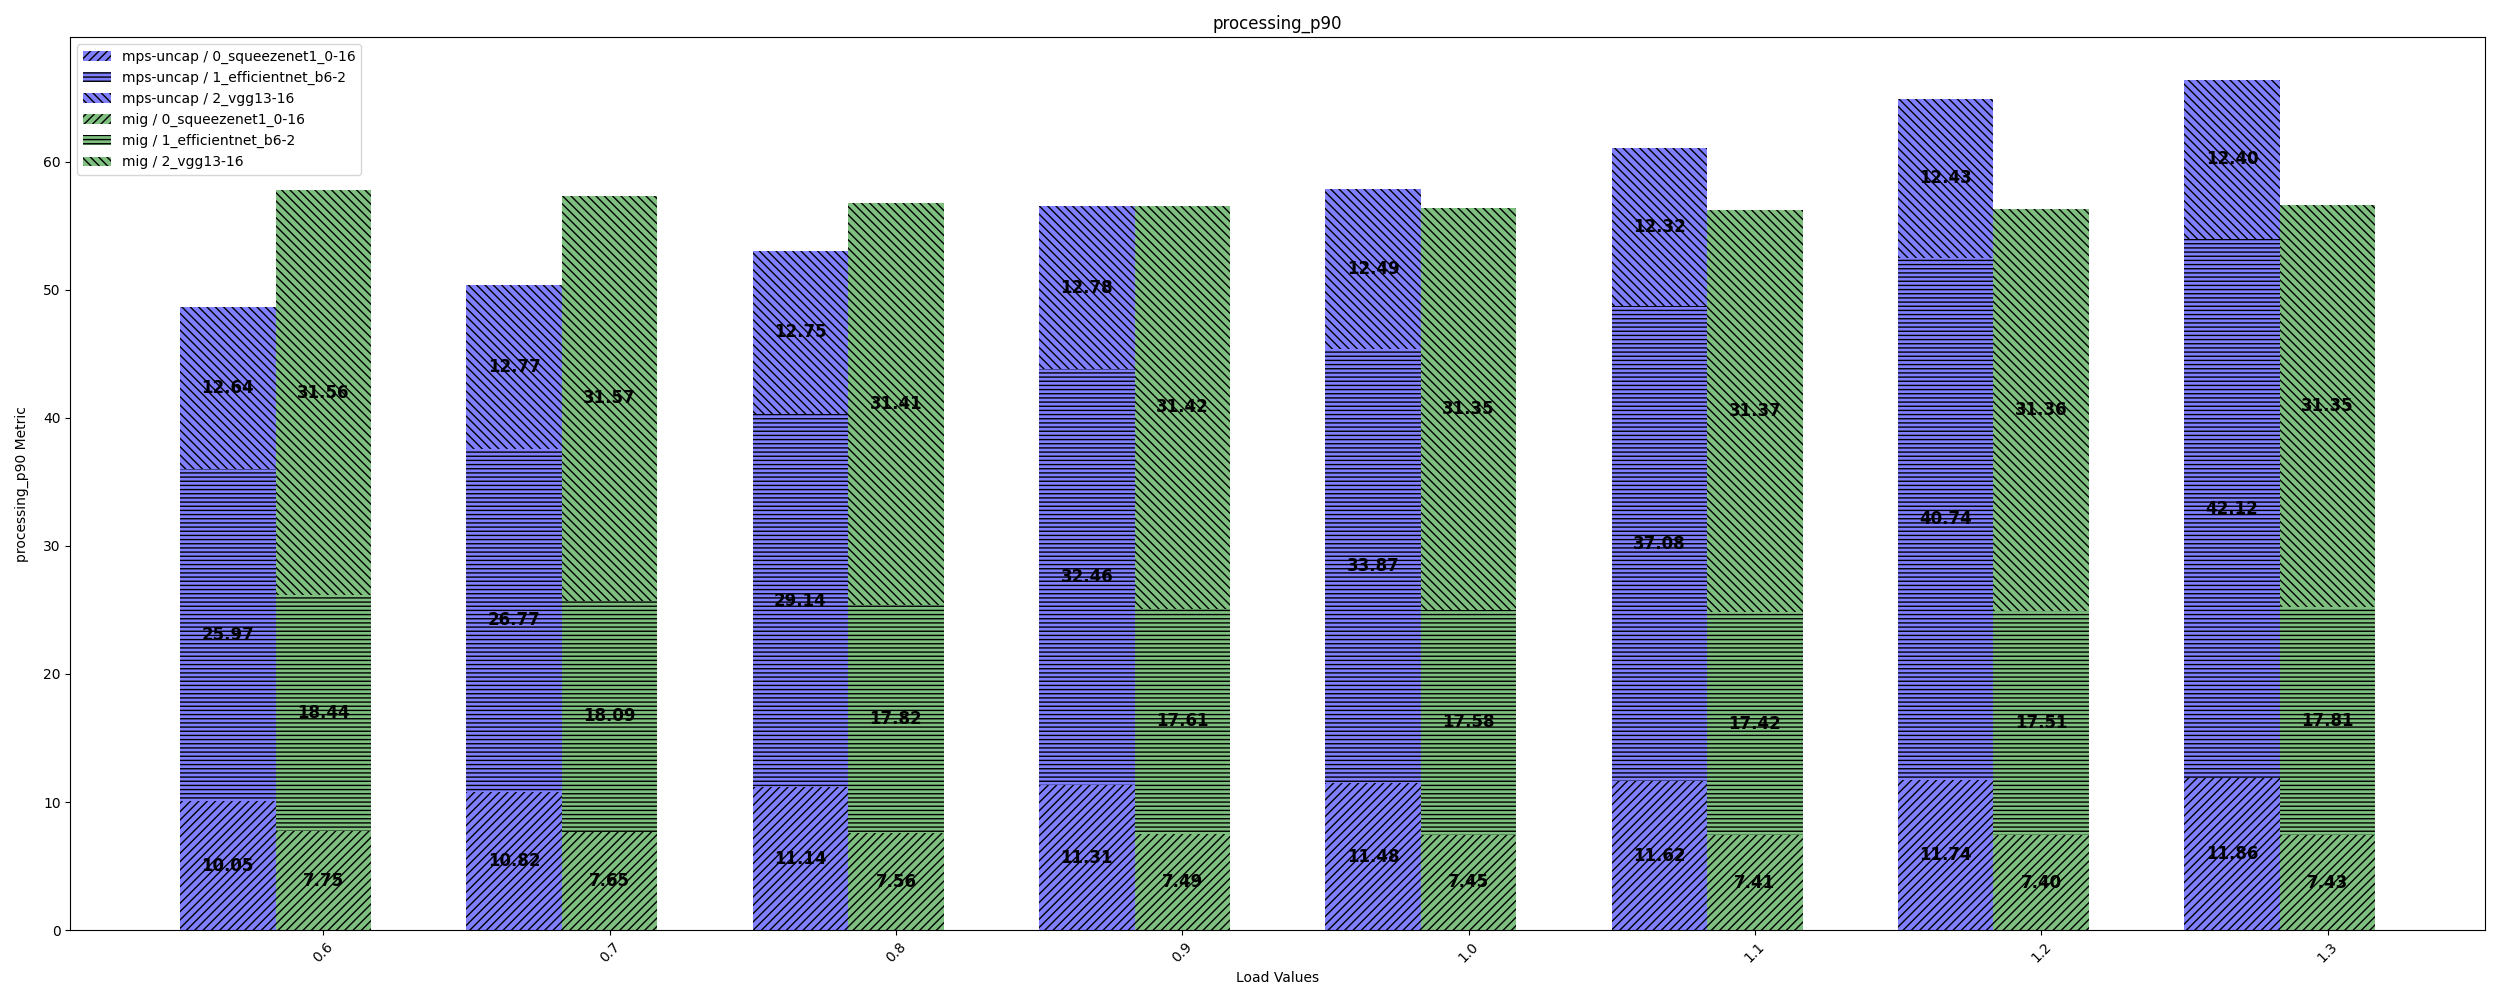 processing_p90
mps-uncap / 0_squeezenet1_0-16
mps-uncap / 1_efficientnet_b6-2
mps-uncap / 2_vgg13-16
mig / 0_squeezenet1_0-16
mig / 1_efficientnet_b6-2
mig / 2_vgg13-16
processing_p90 Metric
60
50
40
30
20
10
0
12.64 31.56 12.77 31.57 12.75 31.41 12.78 31.42 12.49 31.35 12.32 31.37 12.43 31.36 12.40 31.35
25.97 18.44 26.77 18.09 29.14 17.82 32.46 17.61 33.87 17.58 37.08 17.42 40.74 17.51 42.12 17.81
10.05 7.75 10.82 7.65 11.14 7.56 11.31 7.49 11.48 7.45 11.62 7.41 11.74 7.40 11.86 7.43
0.6 0.7 0.8 0.9 1.0 1.1 1.2 1.3
Load Values